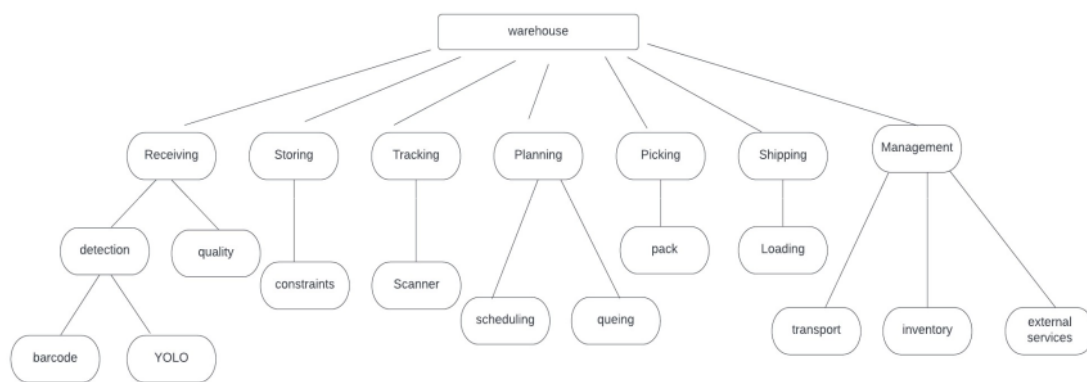 warehouse
Receiving
Storing
Tracking
Planning
Picking
Shipping
Management
detection
quality
constraints
Scanner
scheduling
queing
pack
Loading
transport
inventory
external
services
barcode
YOLO